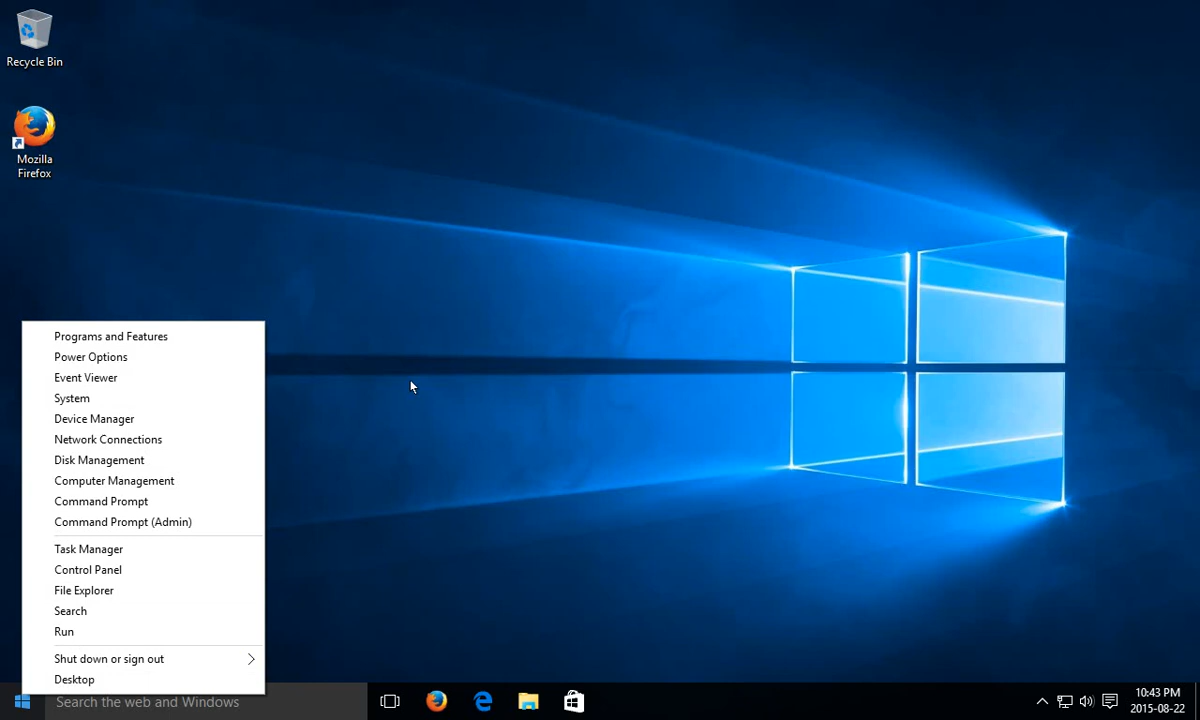 Recycle Bin
Mozilla
Firefox
Programs and Features
Power Options
Event Viewer
System
Device Manager
Network Connections
Disk Management
Computer Management
Command Prompt
Command Prompt (Admin)
Task Manager
Control Panel
File Explorer
Search
Run
Shut down or sign out
Desktop
Search the web and Windows
10:43 PM
2015-08-22